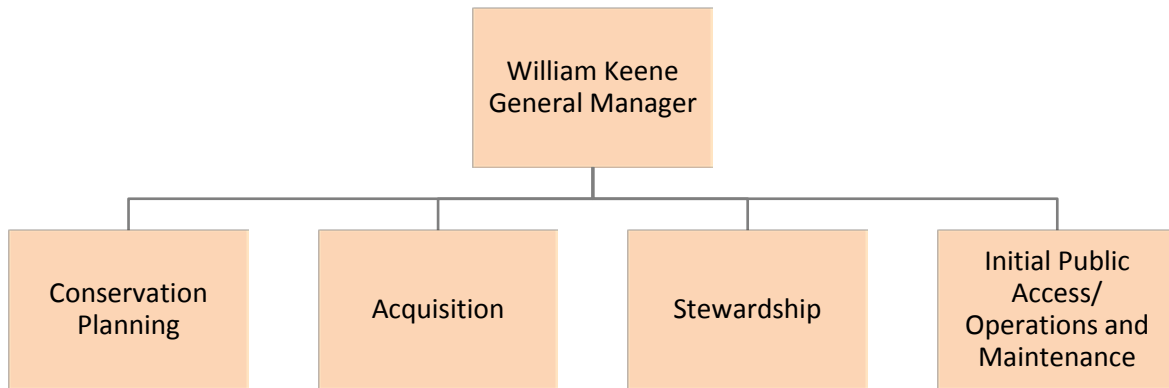 William Keene
General Manager
Conservation
Planning
Acquisition
Stewardship
Initial Public
Access/
Operations and
Maintenance